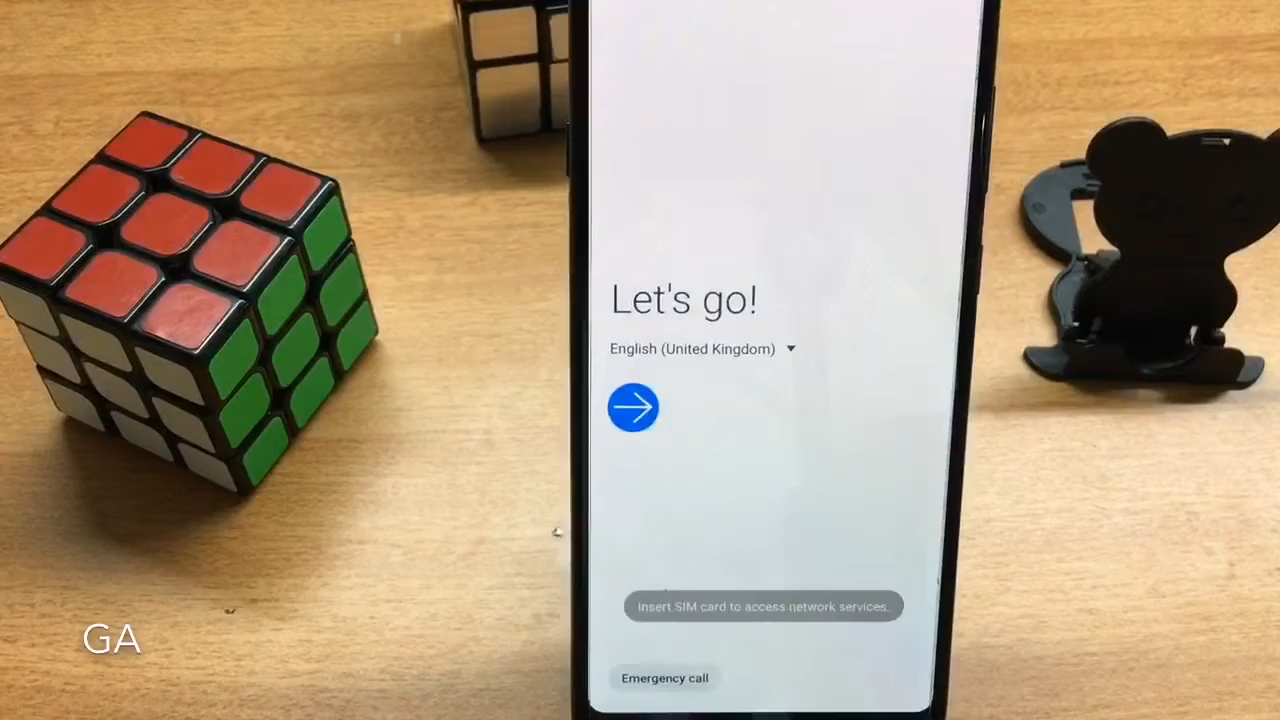 Let's go!
English (United Kingdom)
Insert SIM card to access network services.
Emergency call
GA